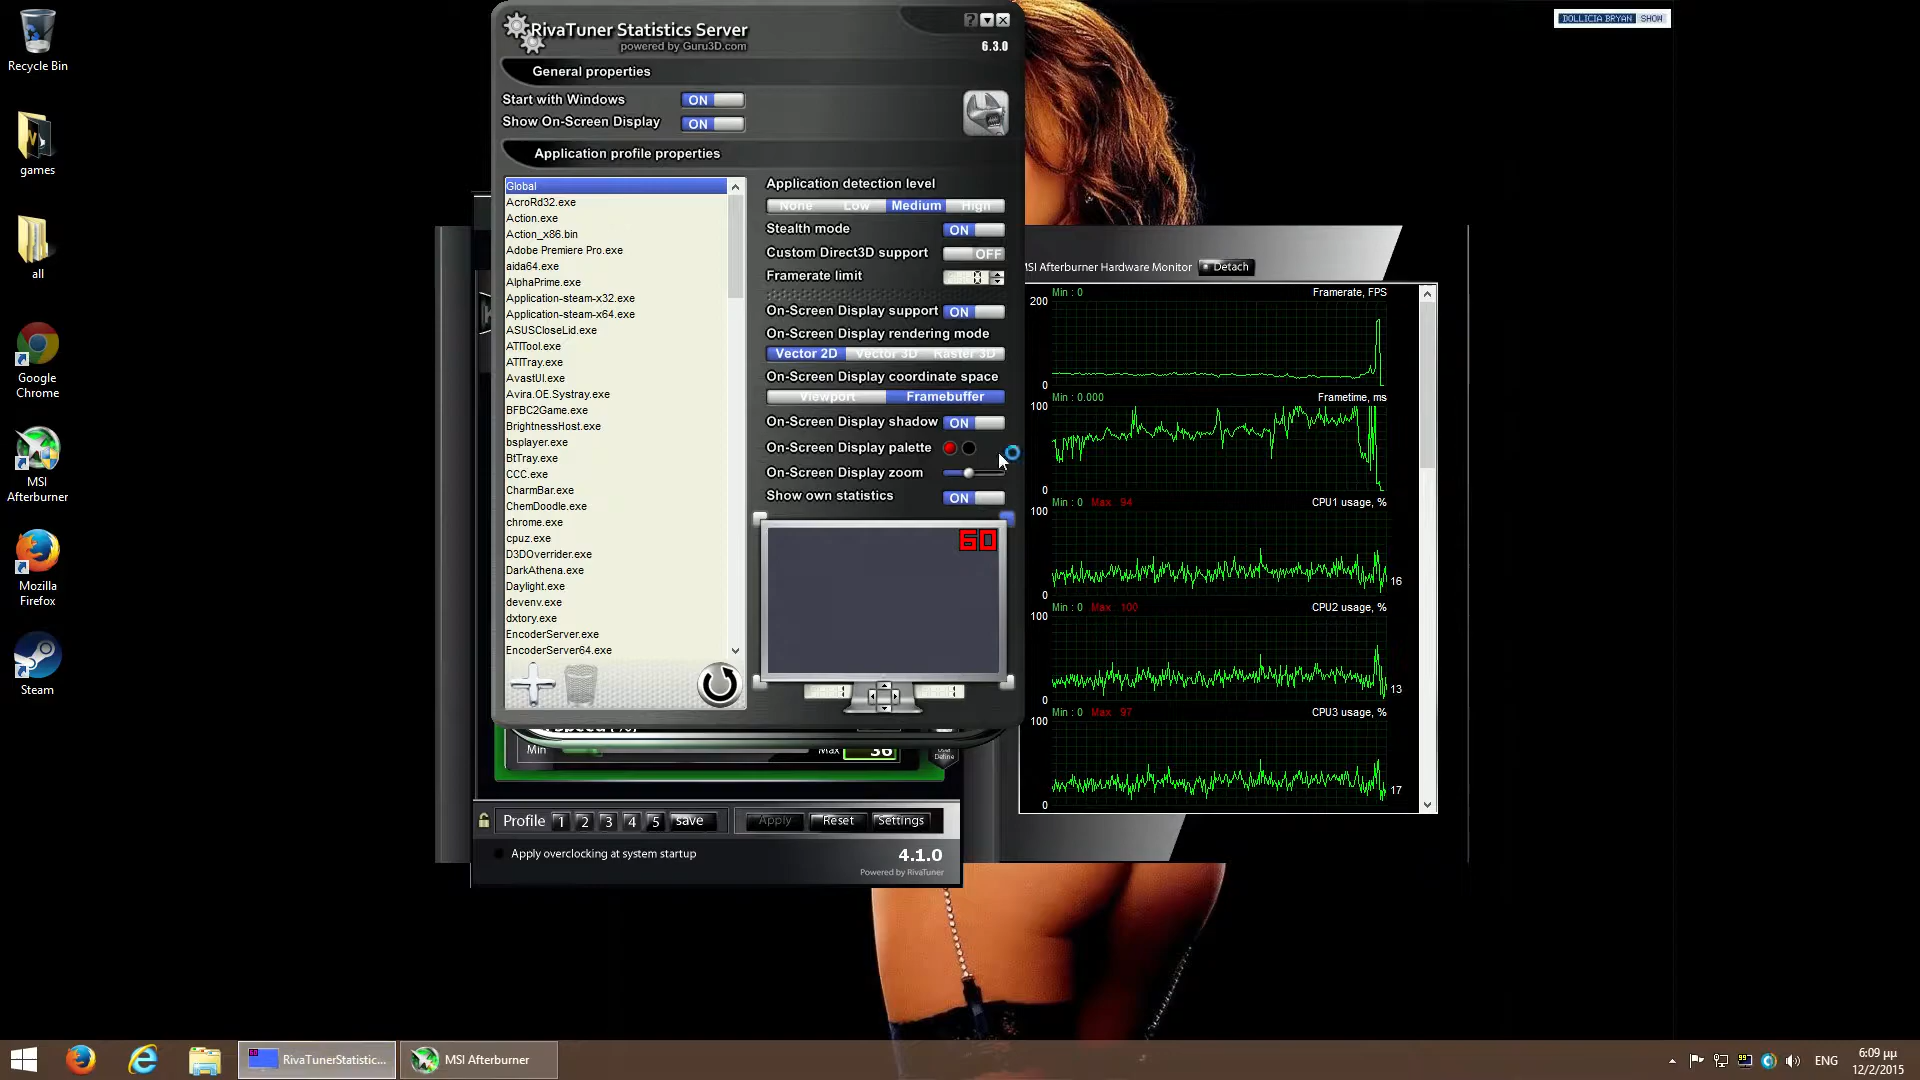 Recycle Bin
games
all
Google
Chrome
MSI
Afterburner
Mozilla
Firefox
Steam
RivaTuner Statistics Server
powered by Guru3D.com
?
6.3.0
General properties
Start with Windows ON
Show On-Screen Display ON
Application profile properties
Global
AcroRd32.exe
Action.exe
Action_x86.bin
Adobe Premiere Pro.exe
aida64.exe
AlphaPrime.exe
Application-steam-x32.exe
Application-steam-x64.exe
ASUSCloseLid.exe
ATITool.exe
ATITray.exe
AvastUI.exe
Avira.OE.Systray.exe
BFBC2Game.exe
BrightnessHost.exe
bsplayer.exe
BtTray.exe
CCC.exe
CharmBar.exe
ChemDoodle.exe
chrome.exe
cpuz.exe
D3DOverrider.exe
DarkAthena.exe
Daylight.exe
devenv.exe
dxtory.exe
EncoderServer.exe
EncoderServer64.exe
Application detection level
None Low Medium High
Stealth mode ON
Custom Direct3D support OFF
Framerate limit 0
On-Screen Display support ON
On-Screen Display rendering mode
Vector 2D Vector 3D Raster 3D
On-Screen Display coordinate space
Viewport Framebuffer
On-Screen Display shadow ON
On-Screen Display palette
On-Screen Display zoom
Show own statistics ON
60
1 1
Min Max 36
User
Define
Profile 1 2 3 4 5 save
Apply Reset Settings
Apply overclocking at system startup
4.1.0
Powered by RivaTuner
MSI Afterburner Hardware Monitor Detach
Min : 0 Framerate, FPS
200
0
Min : 0.000 Frametime, ms
100
0
Min : 0 Max : 94 CPU1 usage, %
100
16
0
Min : 0 Max : 100 CPU2 usage, %
100
13
0
Min : 0 Max : 97 CPU3 usage, %
100
17
0
DOLLICIA BRYAN SHOW
RivaTunerStatistic...
MSI Afterburner
99
ENG
6:09 μμ
12/2/2015